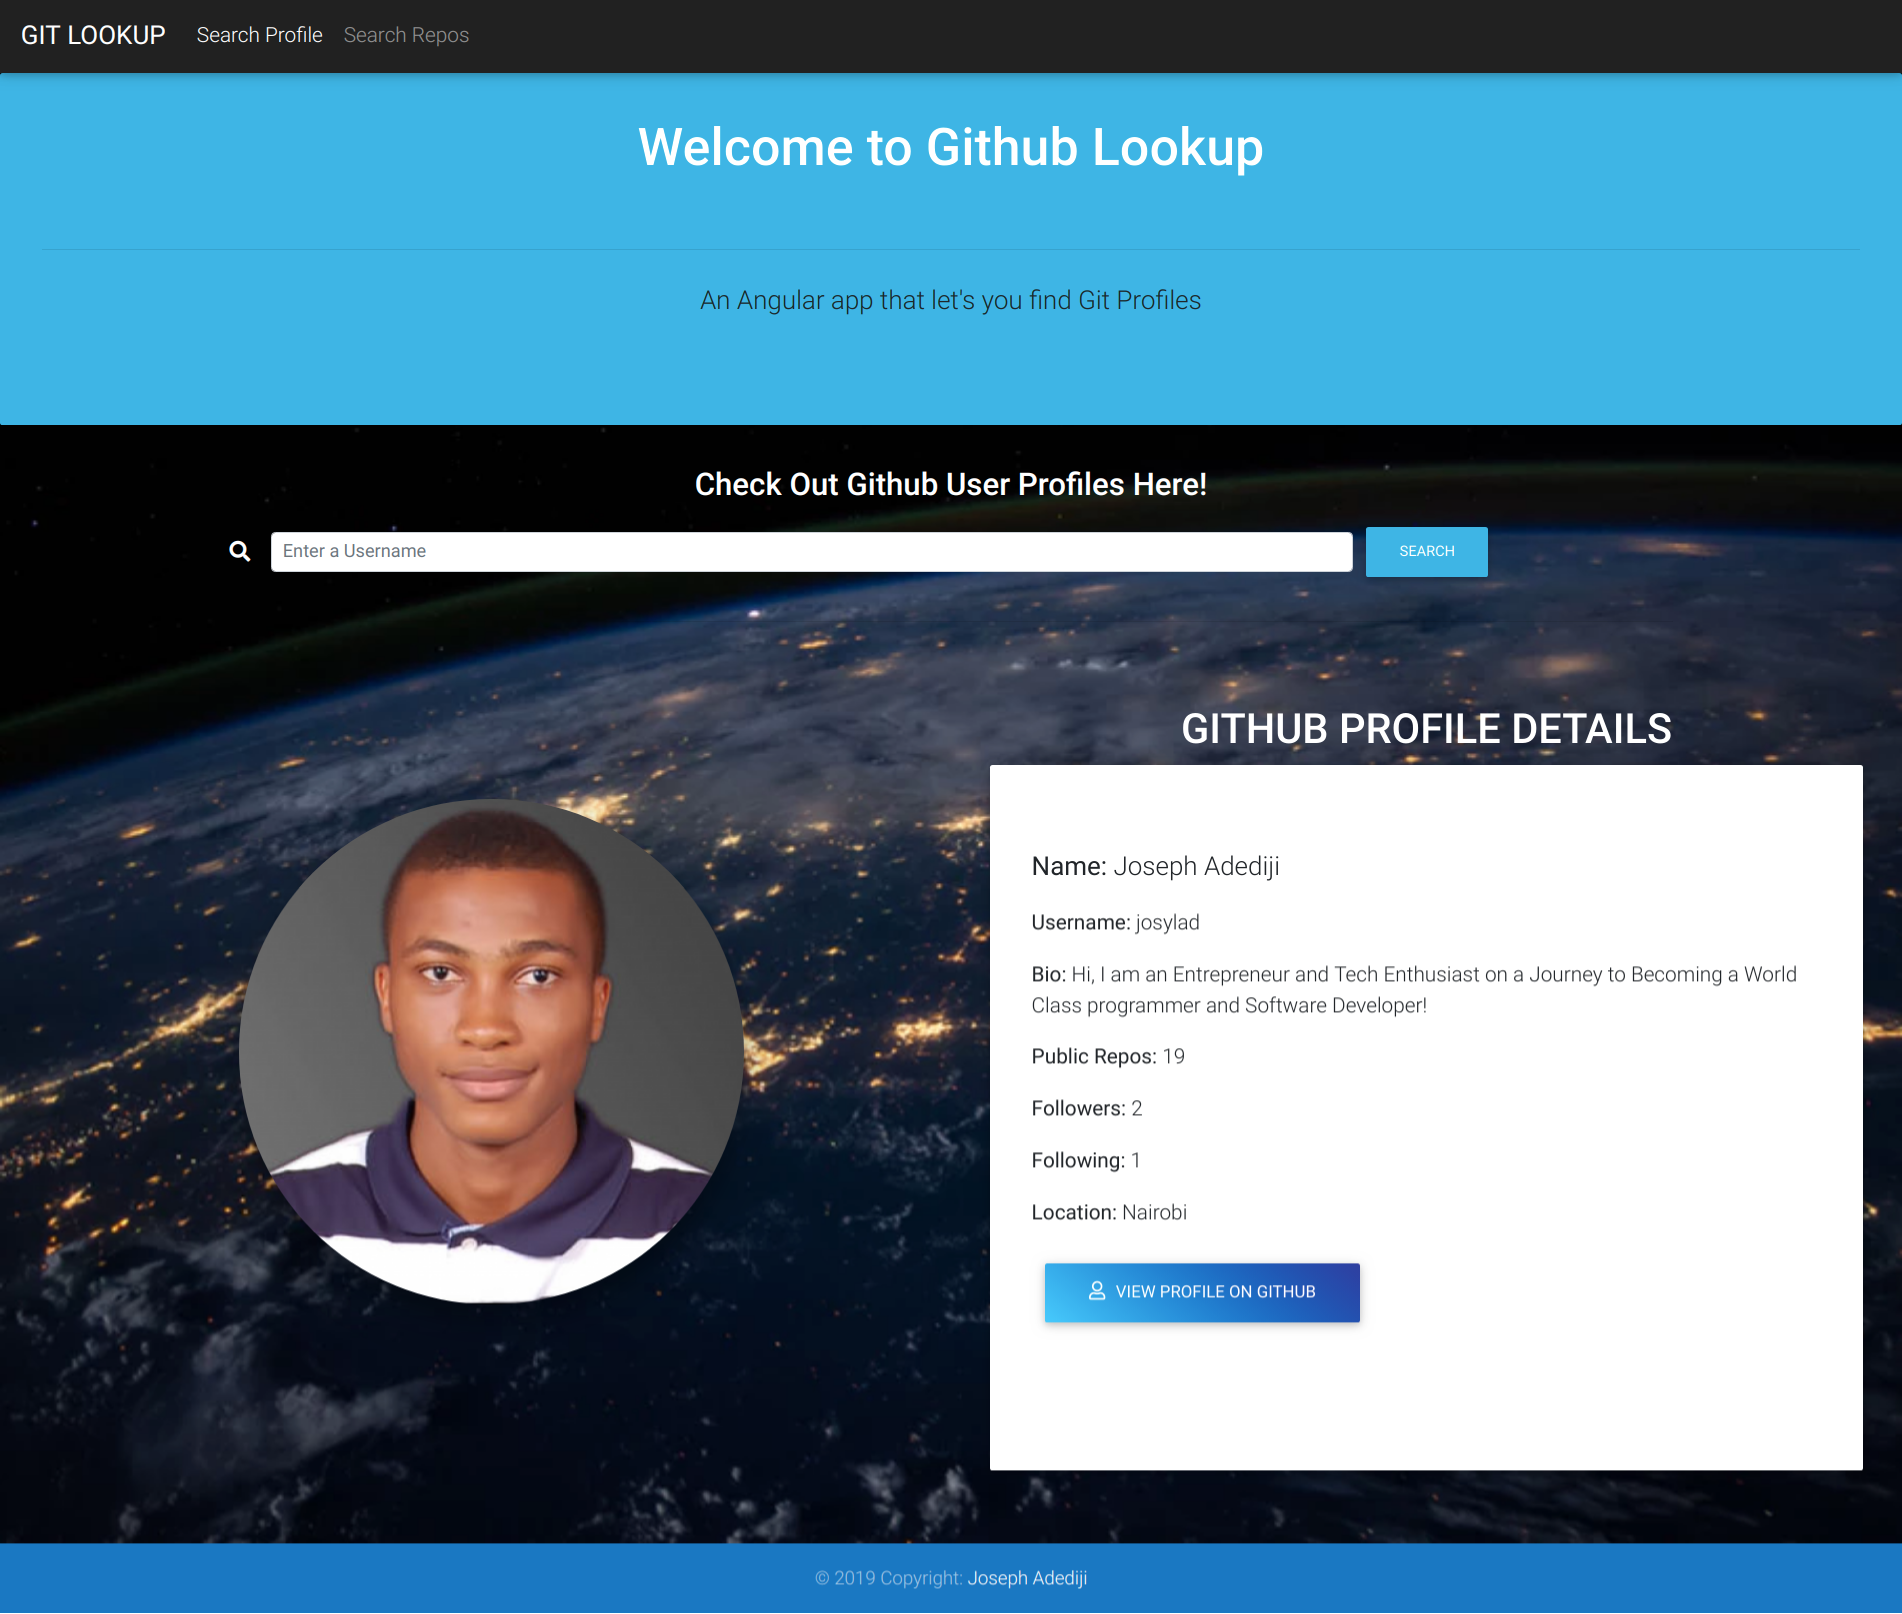 GIT LOOKUP Search Profile Search Repos
Welcome to Github Lookup
An Angular app that let's you find Git Profiles
Check Out Github User Profiles Here!
Enter a Username SEARCH
GITHUB PROFILE DETAILS
Name: Joseph Adediji
Username: josylad
Bio: Hi, I am an Entrepreneur and Tech Enthusiast on a Journey to Becoming a World
Class programmer and Software Developer!
Public Repos: 19
Followers: 2
Following: 1
Location: Nairobi
VIEW PROFILE ON GITHUB
© 2019 Copyright: Joseph Adediji